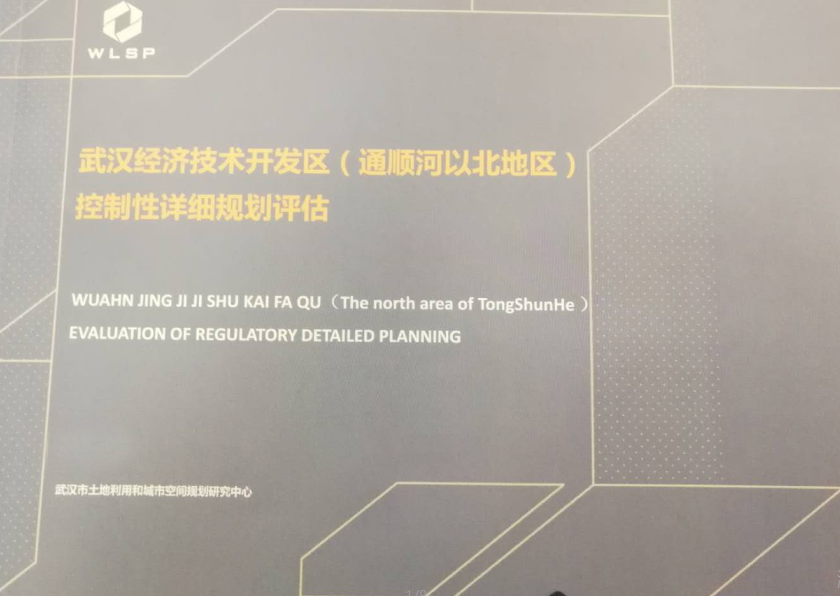 WLSP
武汉经济技术开发区（通顺河以北地区）
控制性详细规划评估
WUAHN JING JI JI SHU KAI FA QU（The north area of TongShunHe ）
EVALUATION OF REGULATORY DETAILED PLANNING
武汉市土地利用和城市空间规划研究中心